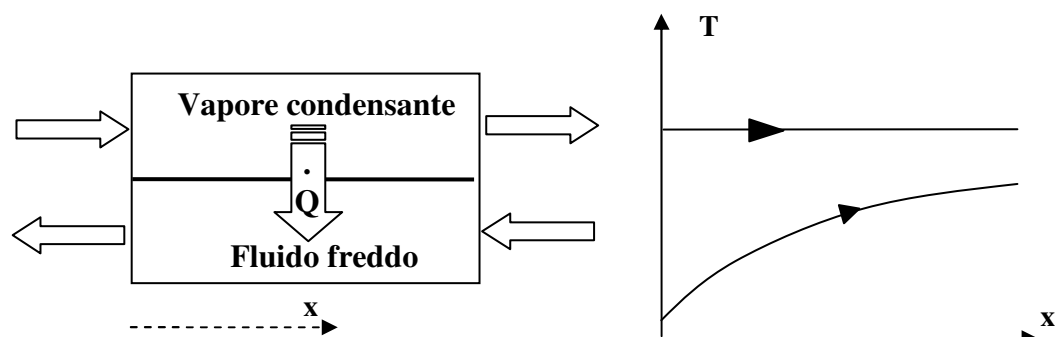 Vapore condensante
Q̇
Fluido freddo
x
T
x